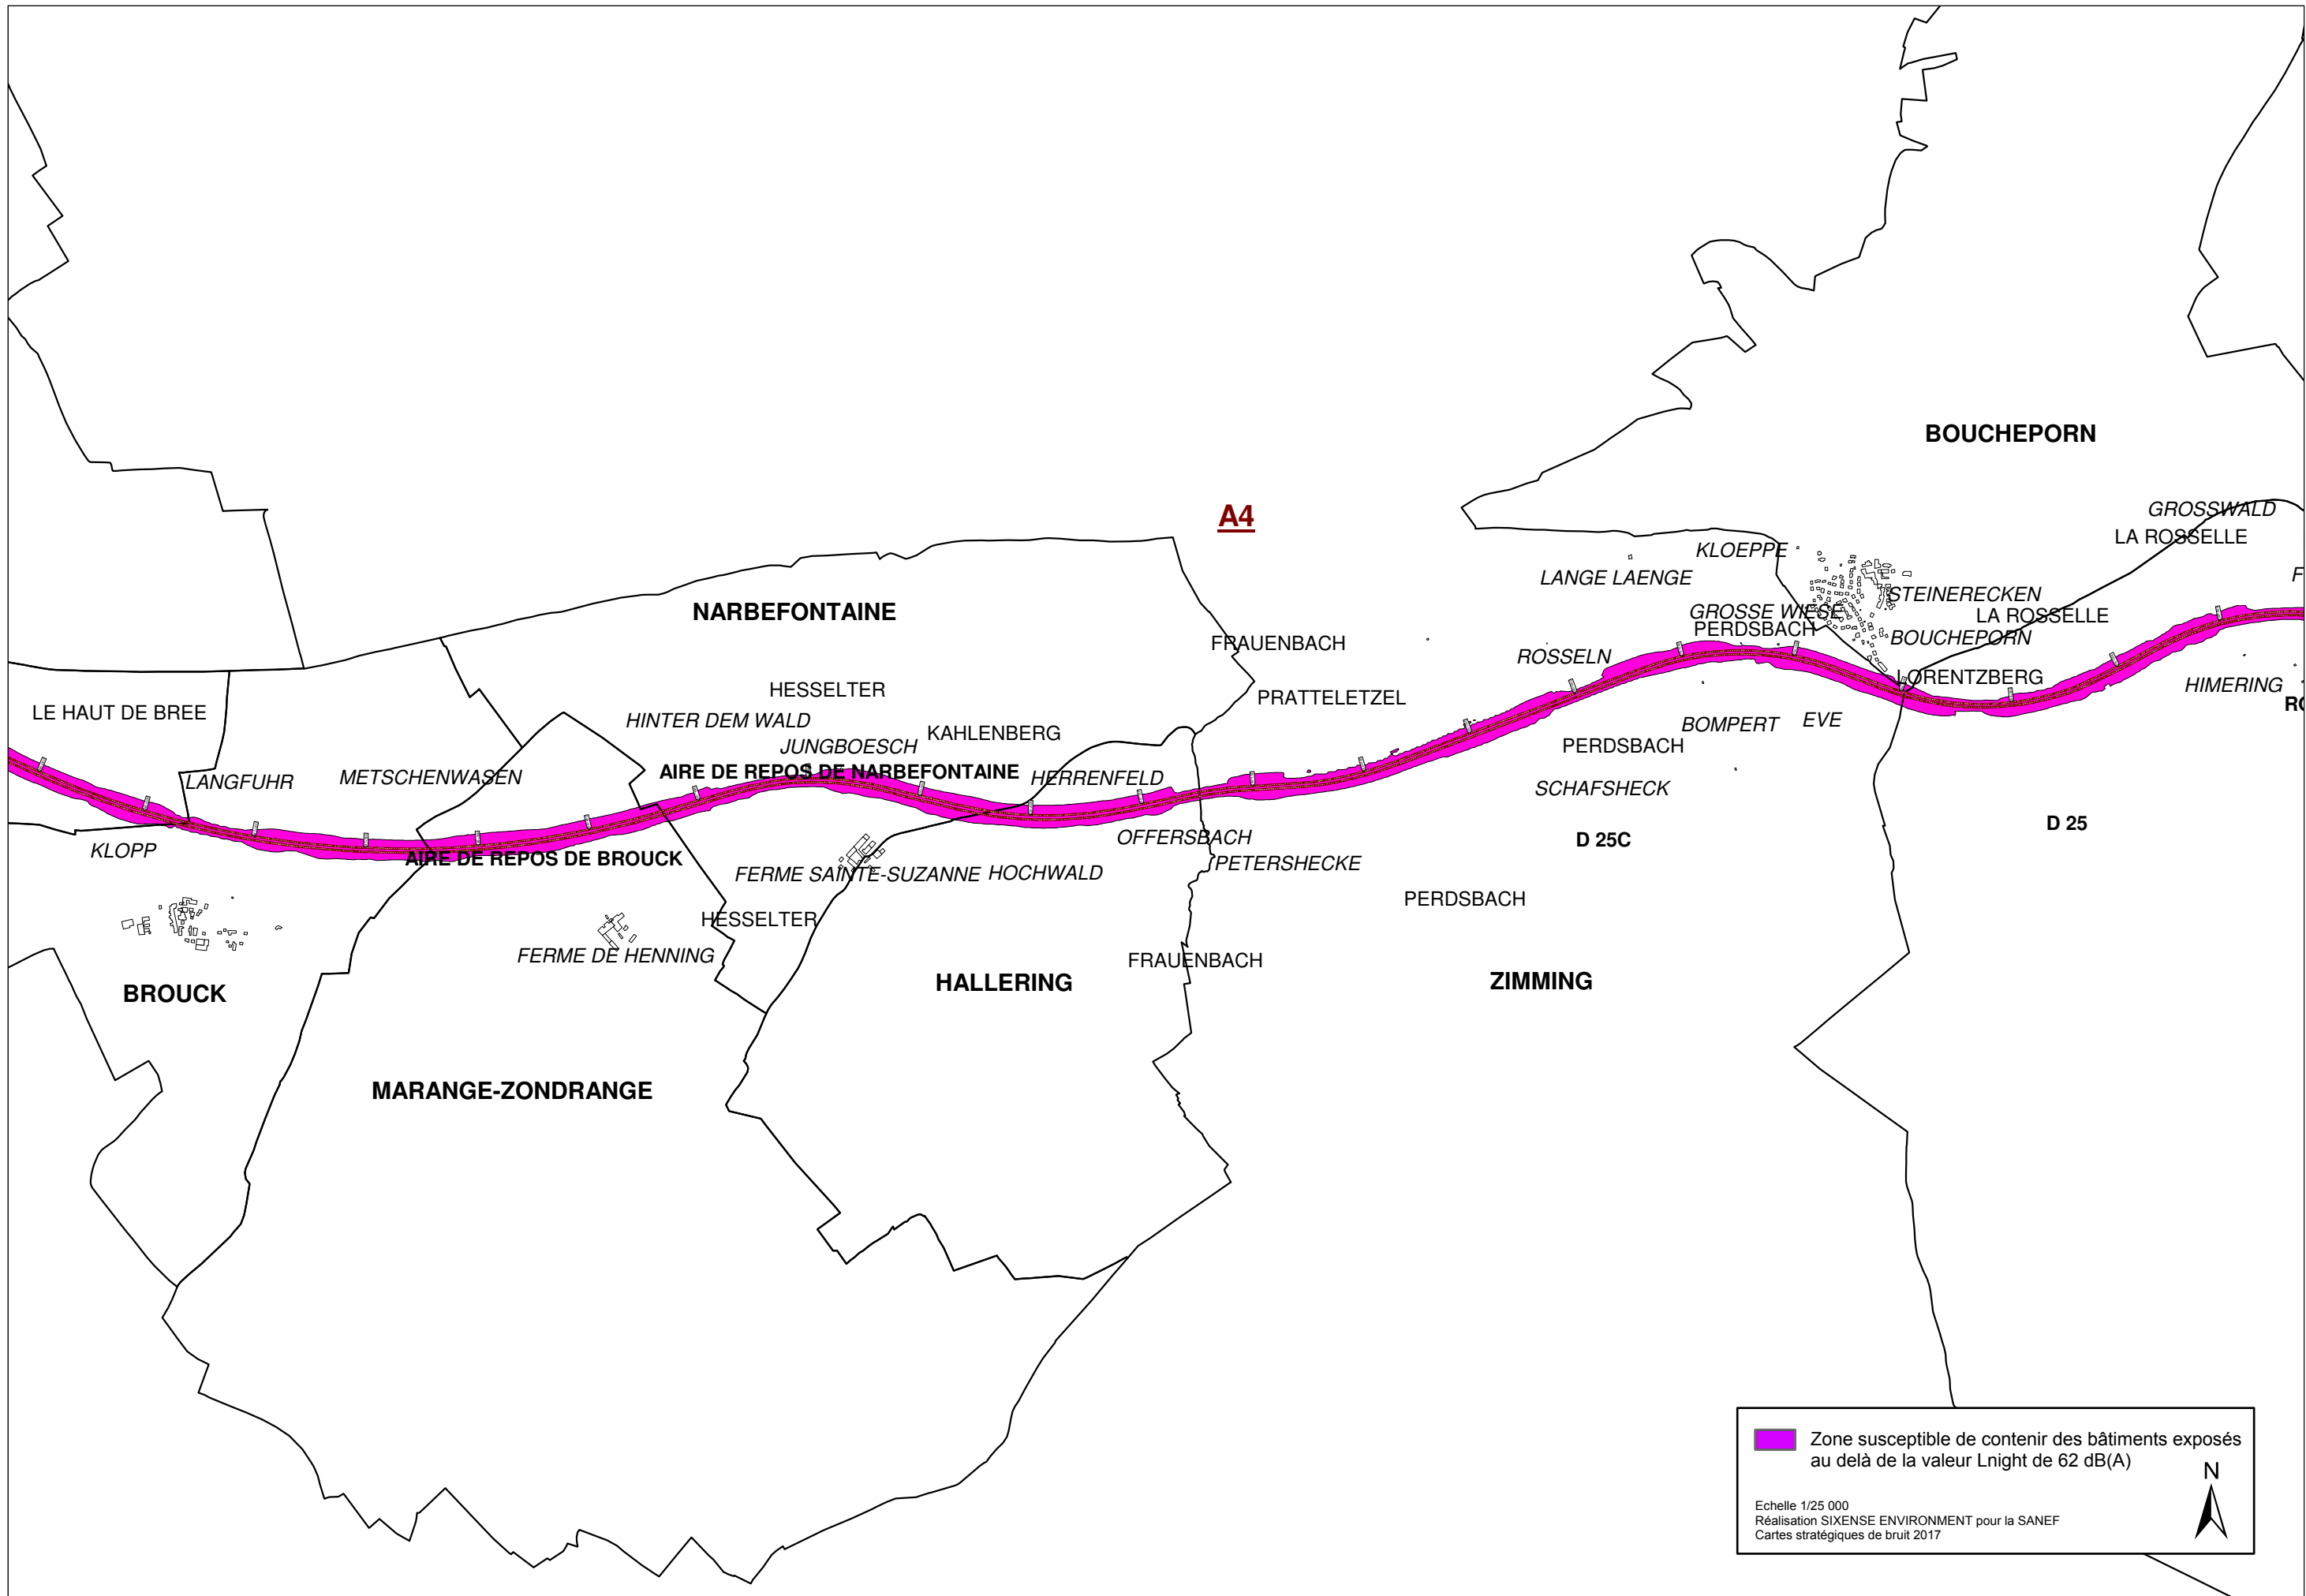 BOUCHEPORN
A4
GROSSWALD
LA ROSSELLE
KLOEPPE
LANGE LAENGE
F
STEINERECKEN
NARBEFONTAINE
GROSSE WIESE
LA ROSSELLE
PERDSBACH
BOUCHEPORN
FRAUENBACH
ROSSELN
LORENTZBERG
HIMERING
HESSELTER
PRATTELETZEL
RO
LE HAUT DE BREE
HINTER DEM WALD
KAHLENBERG
BOMPERT
EVE
JUNGBOESCH
PERDSBACH
AIRE DE REPOS DE NARBEFONTAINE
HERRENFELD
LANGFUHR
METSCHENWASEN
SCHAFSHECK
D 25
OFFERSBACH
D 25C
KLOPP
AIRE DE REPOS DE BROUCK
PETERSHECKE
FERME SAINTE-SUZANNE
HOCHWALD
PERDSBACH
HESSELTER
FERME DE HENNING
FRAUENBACH
BROUCK
HALLERING
ZIMMING
MARANGE-ZONDRANGE
Zone susceptible de contenir des bâtiments exposés
au delà de la valeur Lnight de 62 dB(A)
N
Echelle 1/25 000
Réalisation SIXENSE ENVIRONMENT pour la SANEF
Cartes stratégiques de bruit 2017